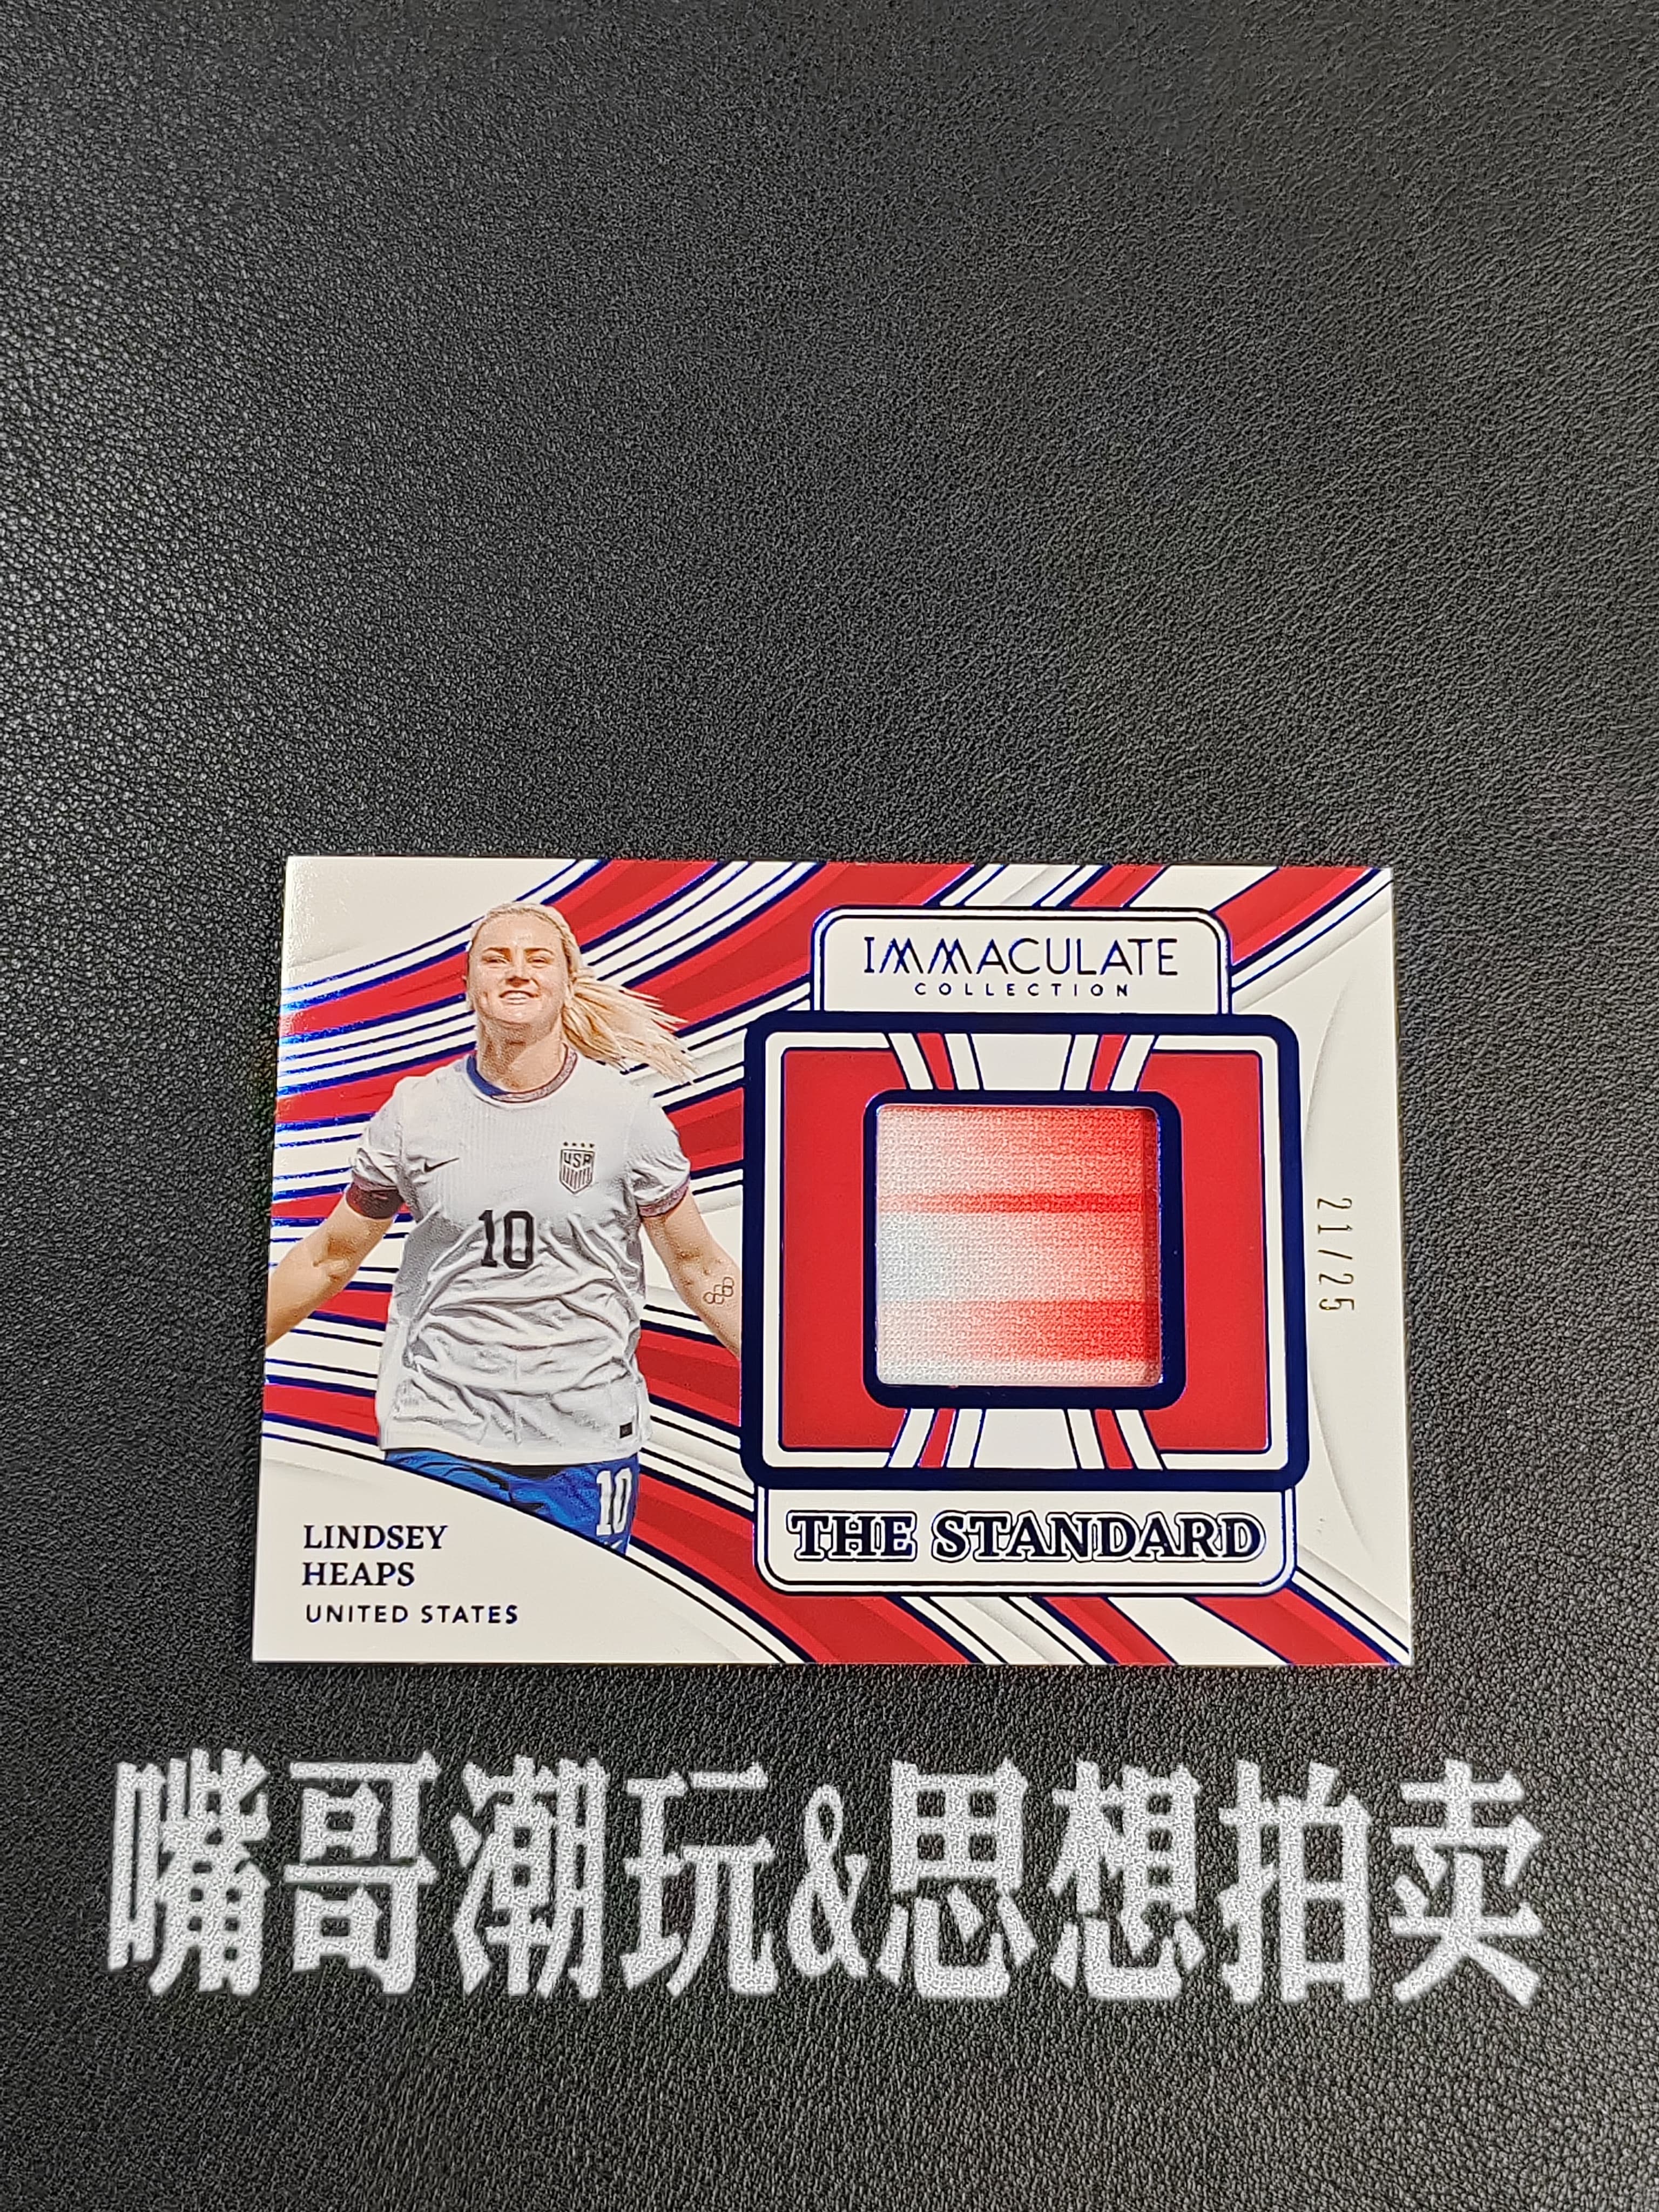 IMMACULATE
COLLECTION
USA
10
10
21/25
THE STANDARD
LINDSEY
HEAPS
UNITED STATES
嘴哥潮玩&思想拍卖